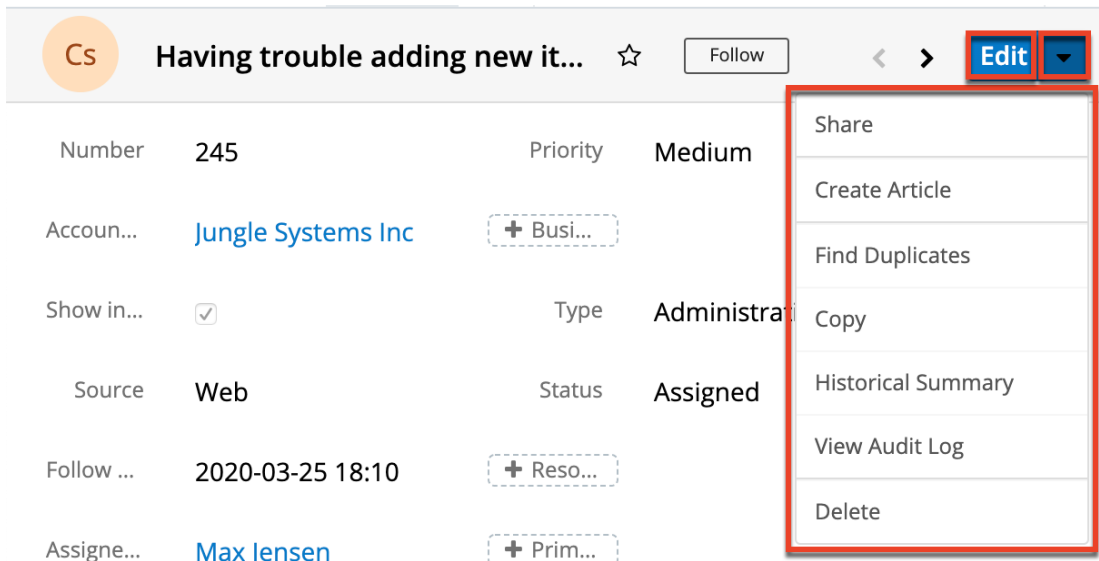 Cs Having trouble adding new it... Follow Edit
Share
Number 245 Priority Medium
Create Article
Accoun... Jungle Systems Inc Busi...
Find Duplicates
Show in... Type Administrati
Copy
Historical Summary
Source Web Status Assigned
View Audit Log
Follow ... 2020-03-25 18:10 Reso...
Delete
Assigne... Max Jensen Prim...